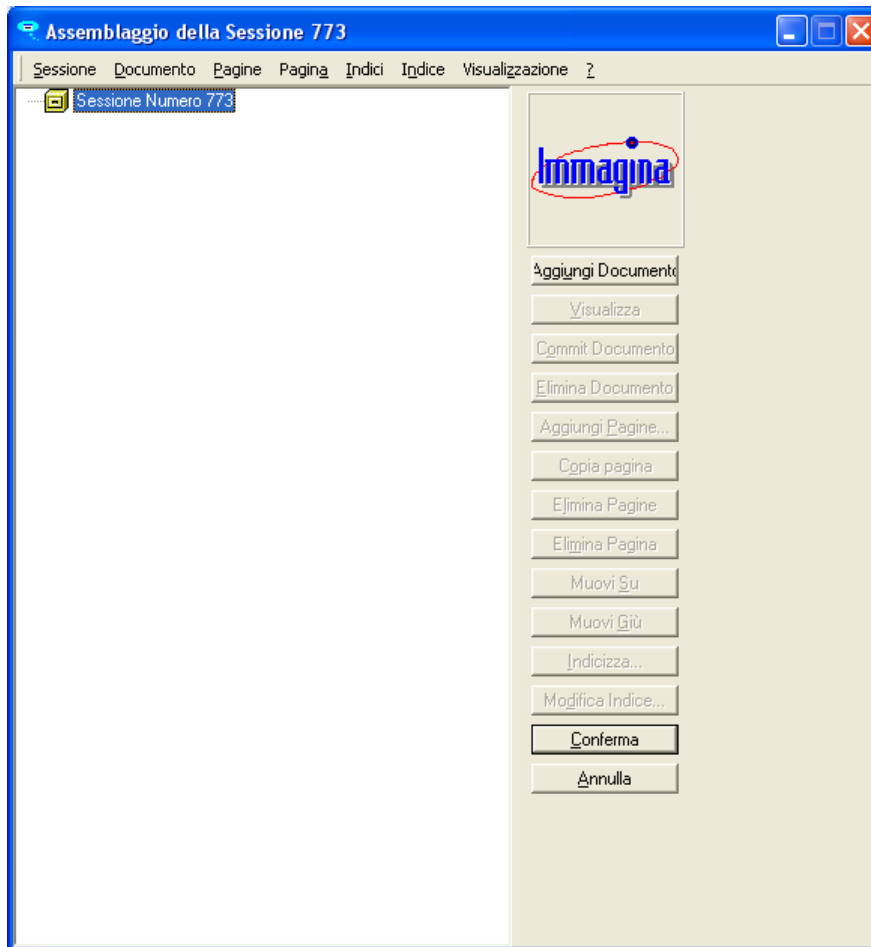 Assemblaggio della Sessione 773
Sessione Documento Pagine Pagina Indici Indice Visualizzazione ?
Sessione Numero 773
Immagina
Aggiungi Documento
Visualizza
Commit Documento
Elimina Documento
Aggiungi Pagine...
Copia pagina
Elimina Pagine
Elimina Pagina
Muovi Su
Muovi Giù
Indicizza...
Modifica Indice...
Conferma
Annulla